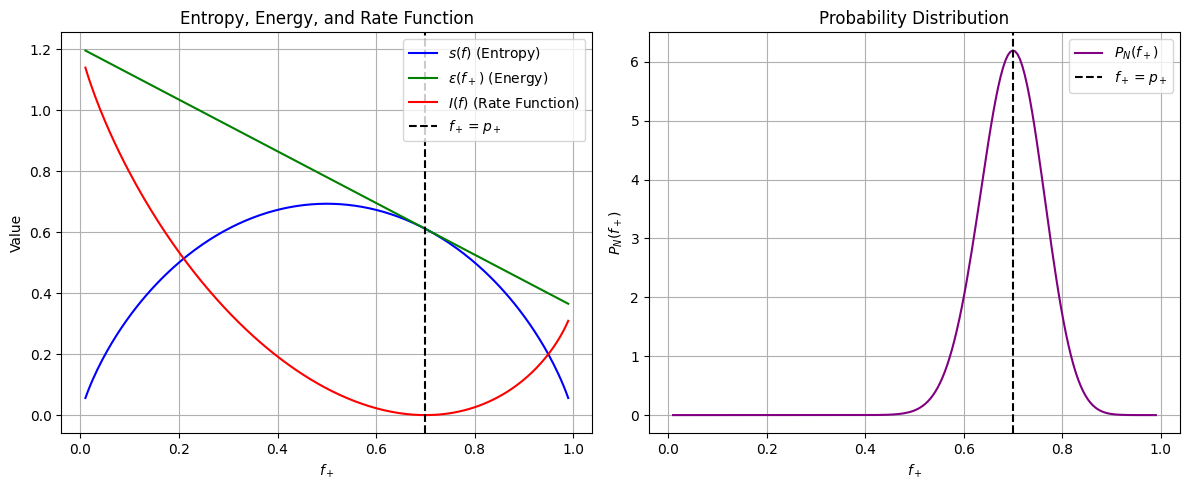 Entropy, Energy, and Rate Function
Value
1.2
1.0
0.8
0.6
0.4
0.2
0.0
0.0 0.2 0.4 0.6 0.8 1.0
f₊
s(f) (Entropy)
ε(f₊) (Energy)
I(f) (Rate Function)
f₊ = p₊
Probability Distribution
P_N(f₊)
6
5
4
3
2
1
0
0.0 0.2 0.4 0.6 0.8 1.0
f₊
P_N(f₊)
f₊ = p₊